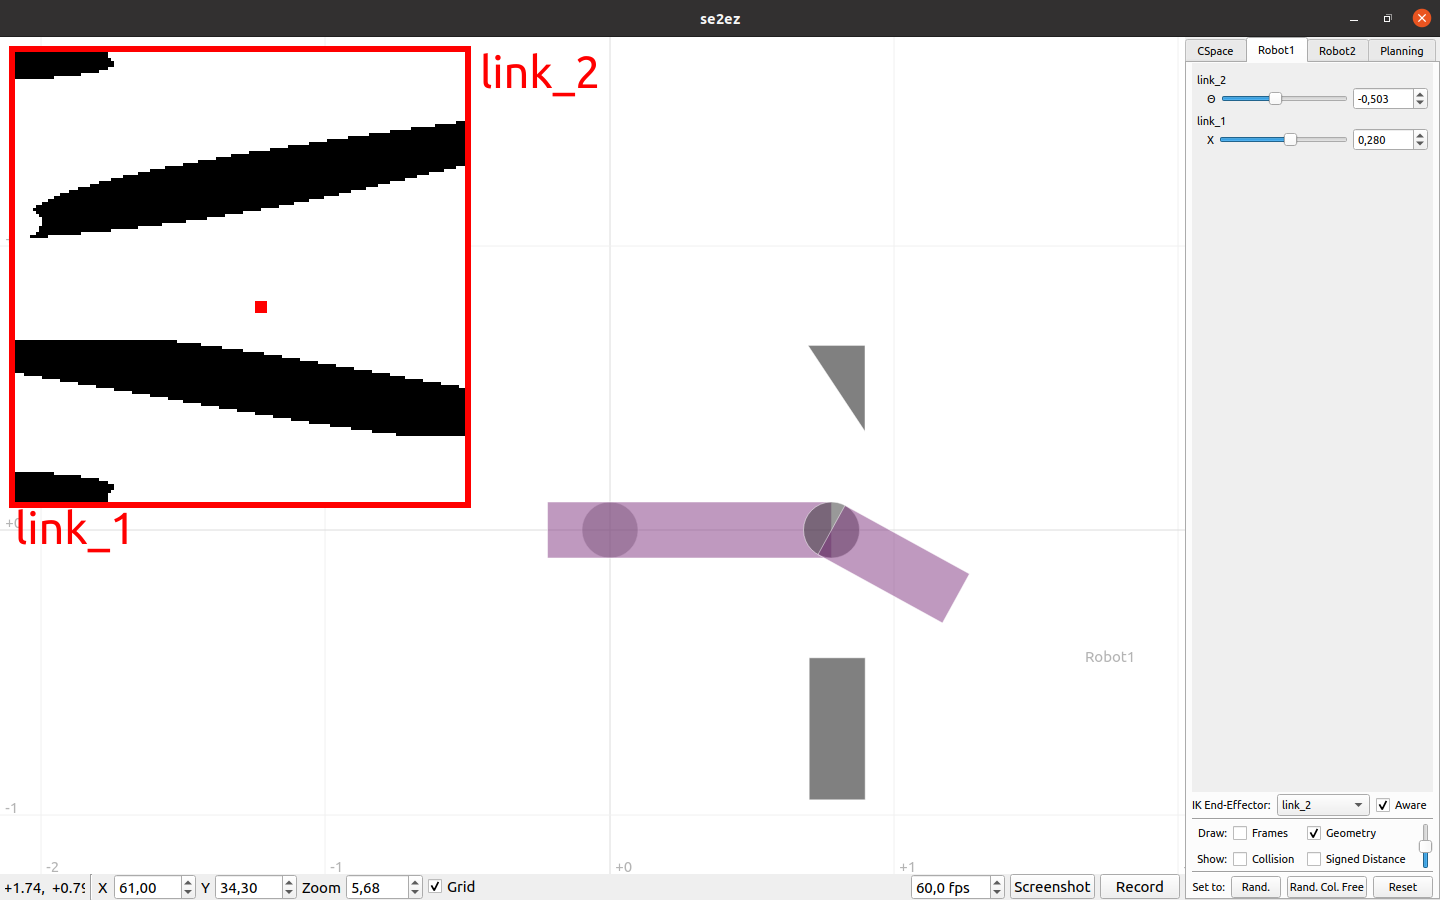 se2ez
link_2
link_1
CSpace Robot1 Robot2 Planning
link_2
Θ -0,503
link_1
X 0,280
+0
-1
-2 -1 +0 +1
Robot1
IK End-Effector: link_2 Aware
Draw: Frames Geometry
Show: Collision Signed Distance
Set to: Rand. Rand. Col. Free Reset
+1.74, +0.79 X 61,00 Y 34,30 Zoom 5,68 Grid 60,0 fps Screenshot Record